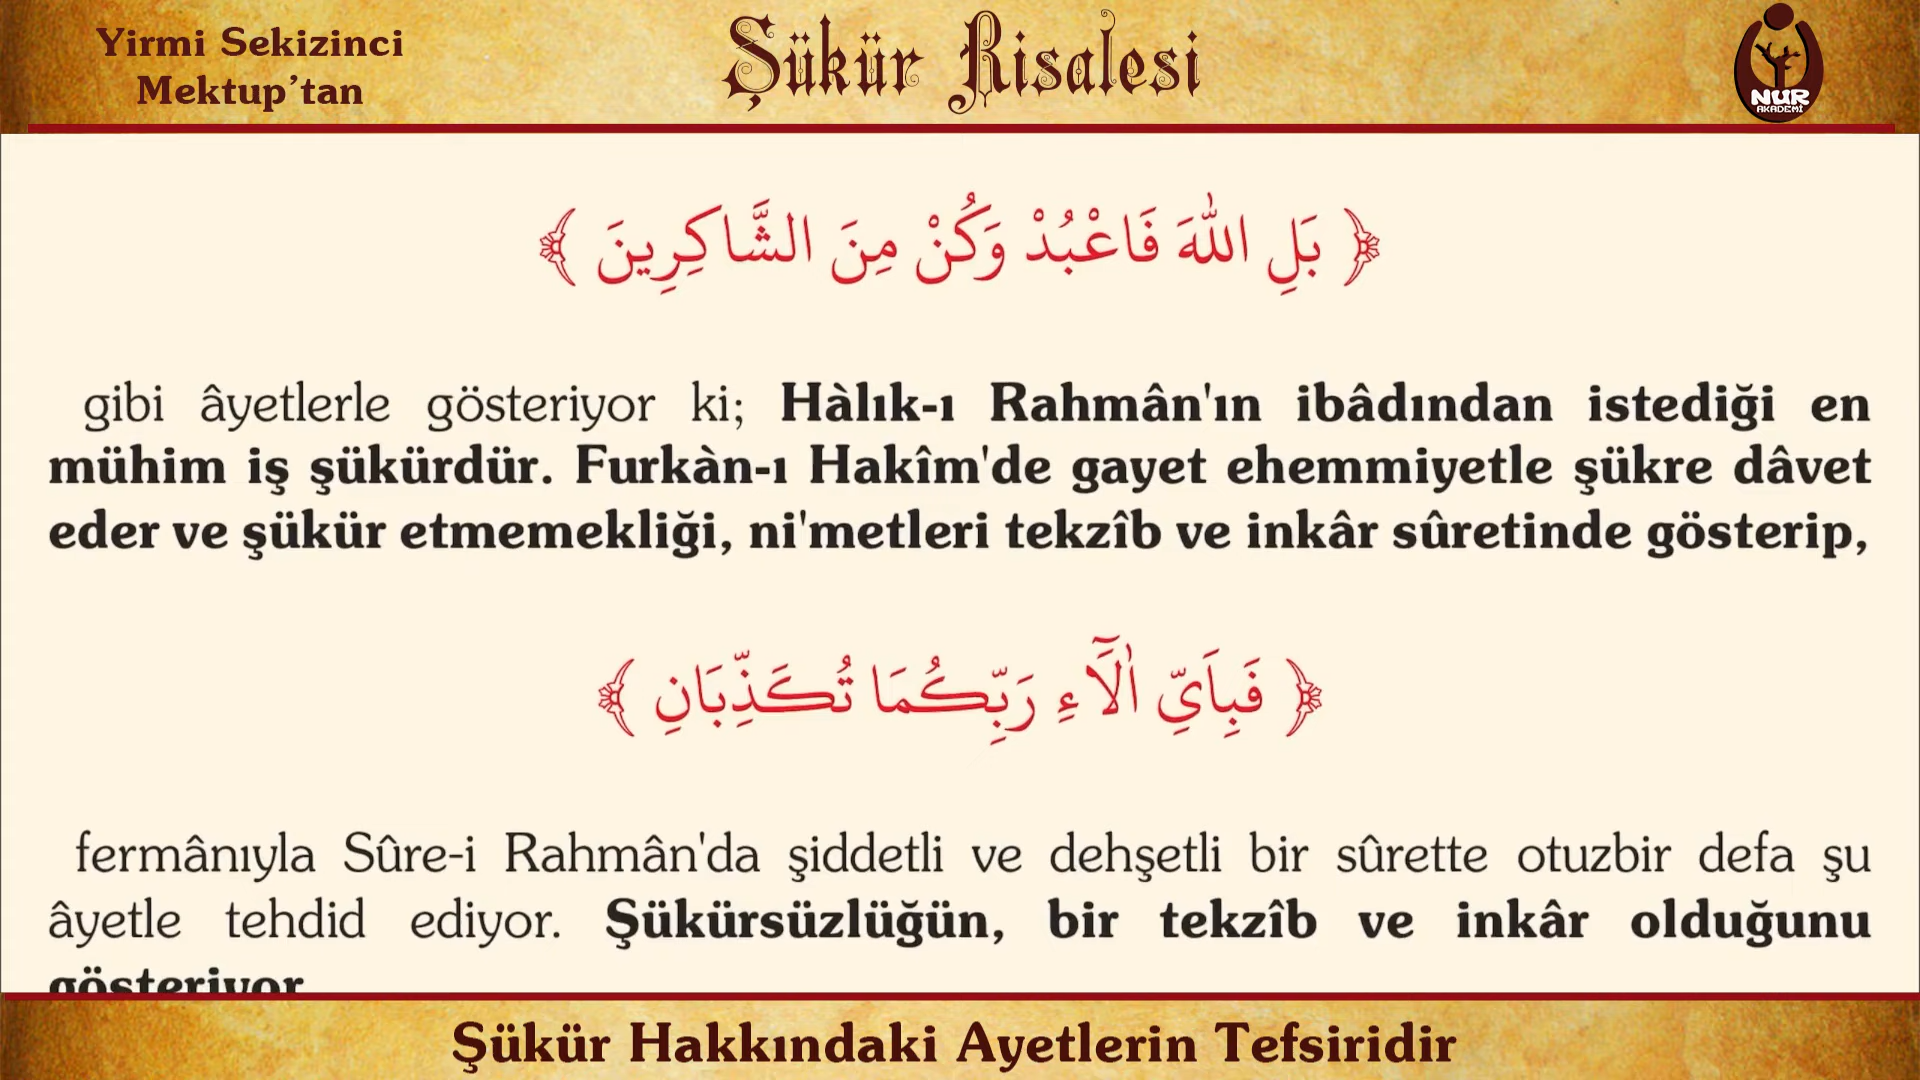 Yirmi Sekizinci
Mektup’tan
Şükür Risalesi
NUR
AKADEMİ
﴿ بَلِ اللّٰهَ فَاعْبُدْ وَكُنْ مِنَ الشَّاكِرِينَ ﴾
gibi âyetlerle gösteriyor ki; Hàlık-ı Rahmân'ın ibâdından istediği en
mühim iş şükürdür. Furkàn-ı Hakîm'de gayet ehemmiyetle şükre dâvet
eder ve şükür etmemekliği, ni'metleri tekzîb ve inkâr sûretinde gösterip,
﴿ فَبِاَىِّ اٰلَٓاءِ رَبِّكُمَا تُكَذِّبَانِ ﴾
fermânıyla Sûre-i Rahmân'da şiddetli ve dehşetli bir sûrette otuzbir defa şu
âyetle tehdid ediyor. Şükürsüzlüğün, bir tekzîb ve inkâr olduğunu
gösteriyor
Şükür Hakkındaki Ayetlerin Tefsiridir